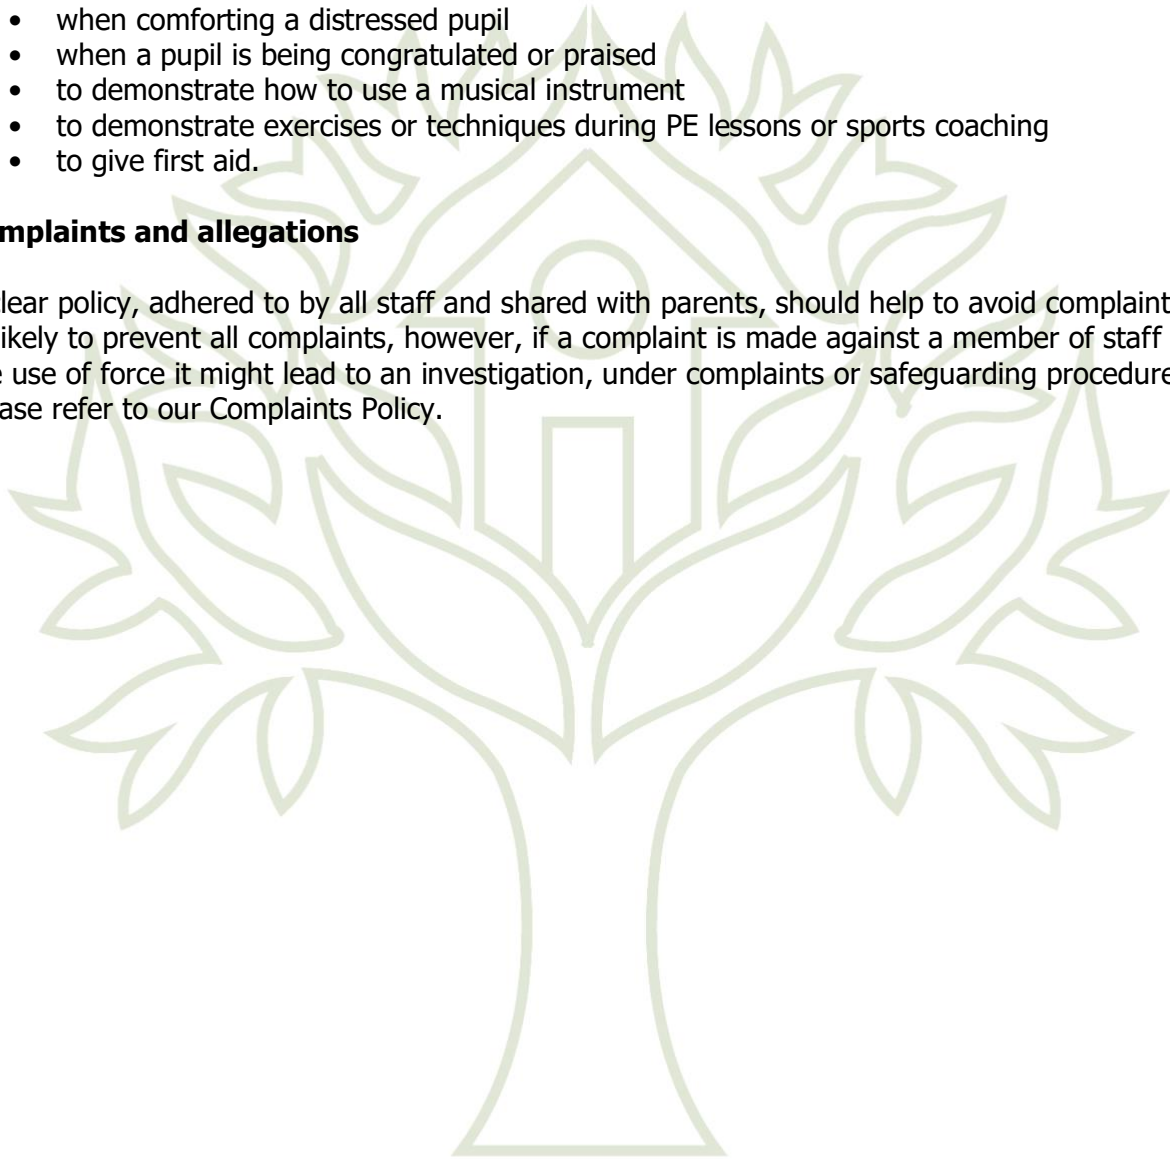 • when comforting a distressed pupil
• when a pupil is being congratulated or praised
• to demonstrate how to use a musical instrument
• to demonstrate exercises or techniques during PE lessons or sports coaching
• to give first aid.
mplaints and allegations
lear policy, adhered to by all staff and shared with parents, should help to avoid complaint
likely to prevent all complaints, however, if a complaint is made against a member of staff
e use of force it might lead to an investigation, under complaints or safeguarding procedure
ase refer to our Complaints Policy.